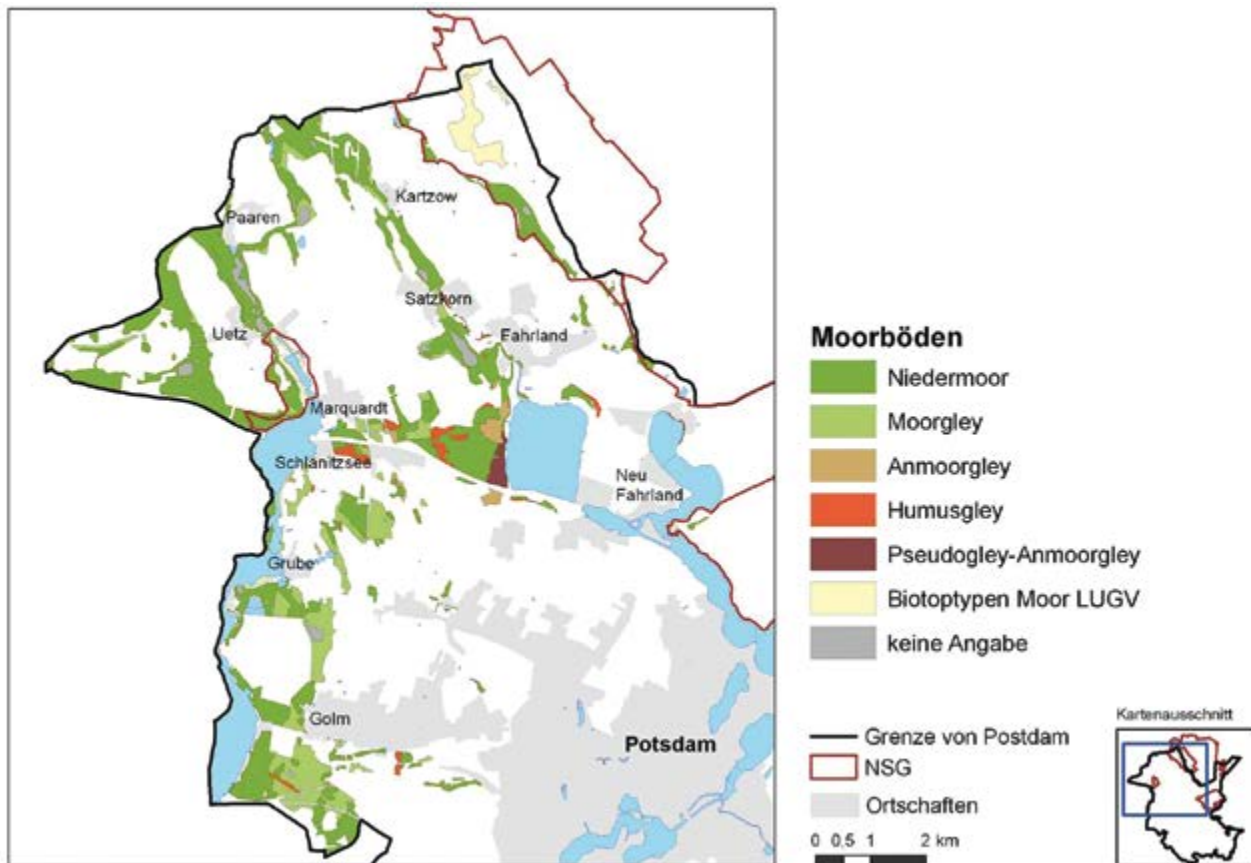 Kartzow
Paaren
Satzkorn
Uetz
Fahrland
Marquardt
Schlanitzsee
Neu
Fahrland
Grube
Golm
Potsdam
Moorböden
Niedermoor
Moorgley
Anmoorgley
Humusgley
Pseudogley-Anmoorgley
Biotoptypen Moor LUGV
keine Angabe
Grenze von Postdam
NSG
Ortschaften
0 0,5 1 2 km
Kartenausschnitt